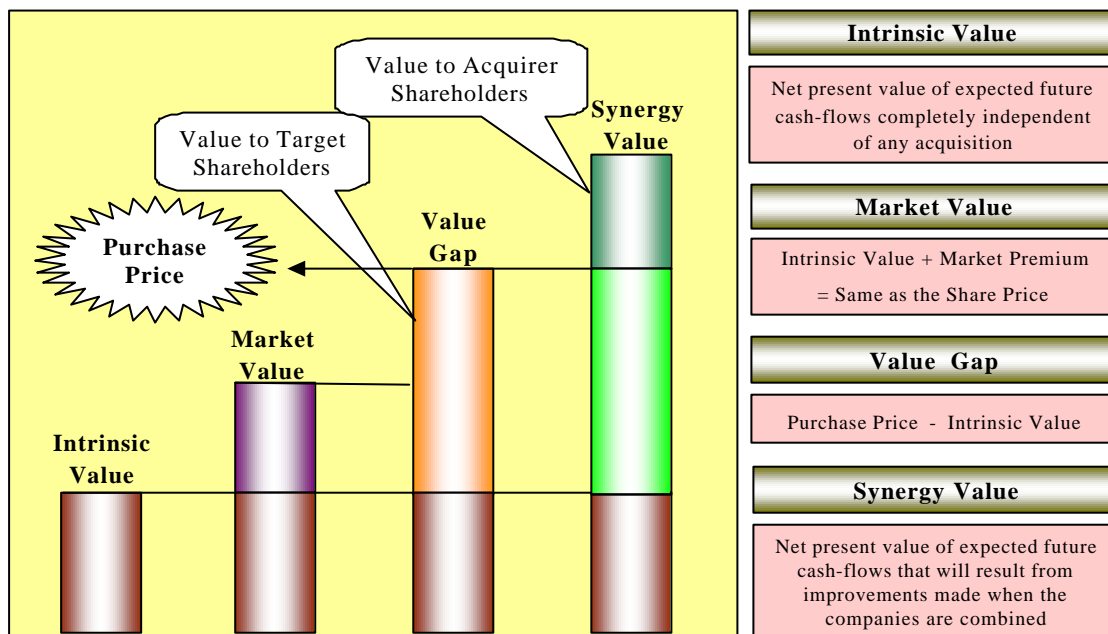 Value to Acquirer
Shareholders
Synergy
Value
Value to Target
Shareholders
Value
Gap
Purchase
Price
Market
Value
Intrinsic
Value
Intrinsic Value
Net present value of expected future
cash-flows completely independent
of any acquisition
Market Value
Intrinsic Value + Market Premium
= Same as the Share Price
Value Gap
Purchase Price - Intrinsic Value
Synergy Value
Net present value of expected future
cash-flows that will result from
improvements made when the
companies are combined